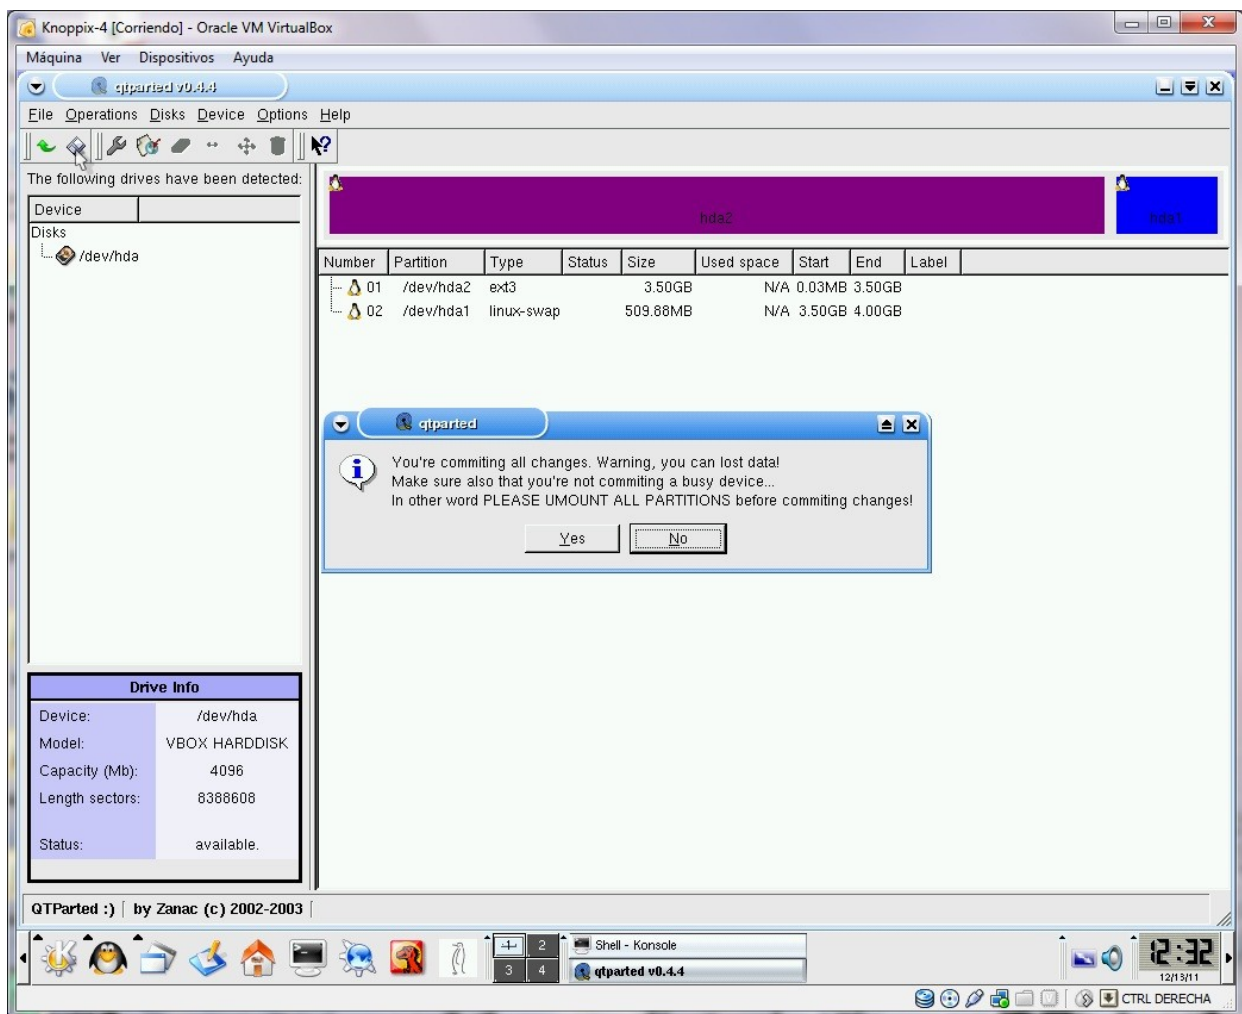 Knoppix-4 [Corriendo] - Oracle VM VirtualBox
Máquina Ver Dispositivos Ayuda
qtparted v0.4.4
File Operations Disks Device Options Help
The following drives have been detected:
Device
Disks
/dev/hda
hda2
hda1
Number Partition Type Status Size Used space Start End Label
01 /dev/hda2 ext3 3.50GB N/A 0.03MB 3.50GB
02 /dev/hda1 linux-swap 509.88MB N/A 3.50GB 4.00GB
qtparted
You're commiting all changes. Warning, you can lost data!
Make sure also that you're not commiting a busy device...
In other word PLEASE UMOUNT ALL PARTITIONS before commiting changes!
Yes No
Drive Info
Device: /dev/hda
Model: VBOX HARDDISK
Capacity (Mb): 4096
Length sectors: 8388608
Status: available.
QTParted :) by Zanac (c) 2002-2003
2
3 4
Shell - Konsole
qtparted v0.4.4
12:32
12/13/11
CTRL DERECHA